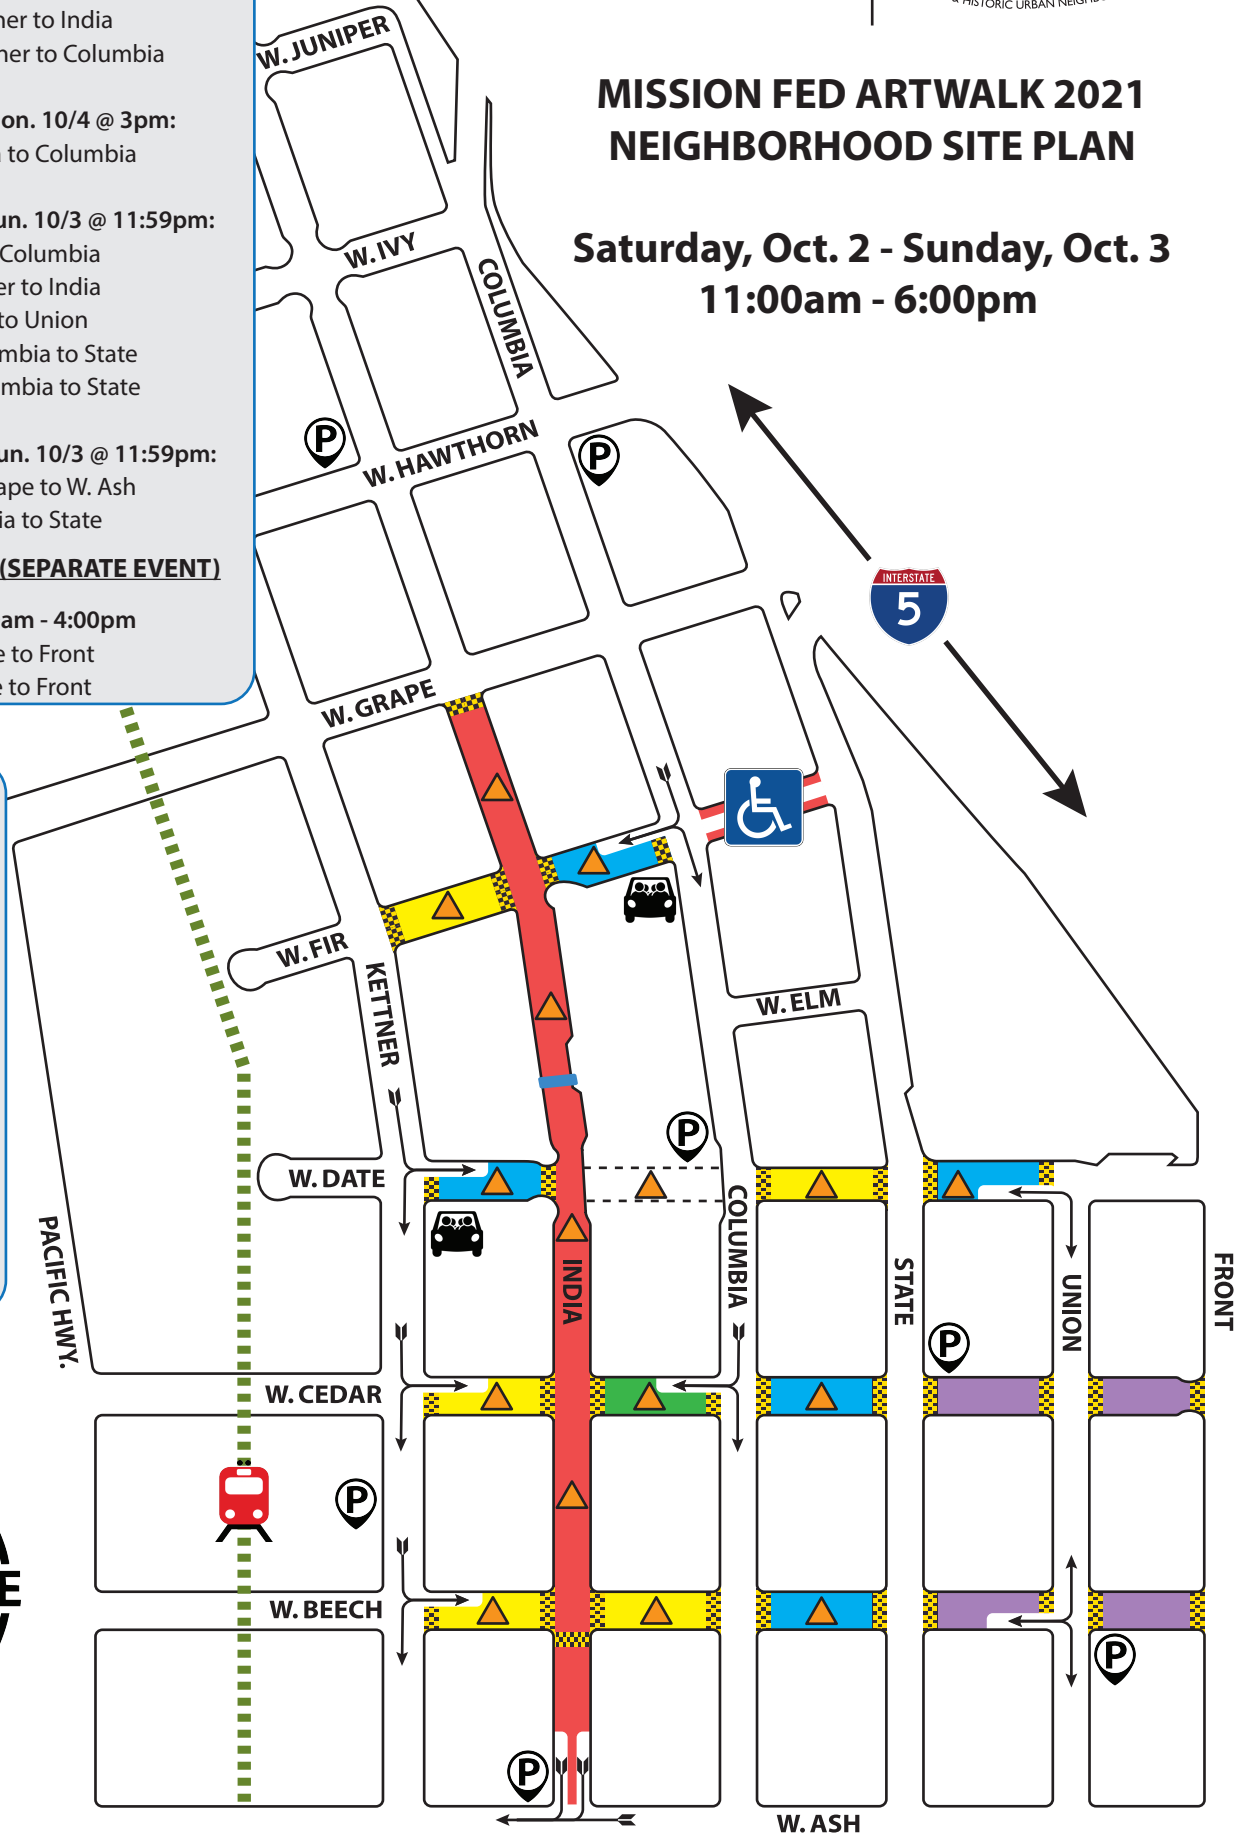 & HISTORIC URBAN NEIGHB
ner to India
ner to Columbia
on. 10/4 @ 3pm:
to Columbia
un. 10/3 @ 11:59pm:
Columbia
er to India
to Union
mbia to State
mbia to State
un. 10/3 @ 11:59pm:
ape to W. Ash
ia to State
(SEPARATE EVENT)
am - 4:00pm
e to Front
e to Front
MISSION FED ARTWALK 2021
NEIGHBORHOOD SITE PLAN
Saturday, Oct. 2 - Sunday, Oct. 3
11:00am - 6:00pm
W. JUNIPER
W. IVY
COLUMBIA
P
W. HAWTHORN
P
INTERSTATE
5
W. GRAPE
W. FIR
KETTNER
W. ELM
P
W. DATE
COLUMBIA
PACIFIC HWY.
INDIA
STATE
UNION
FRONT
P
W. CEDAR
P
E
W. BEECH
P
P
W. ASH